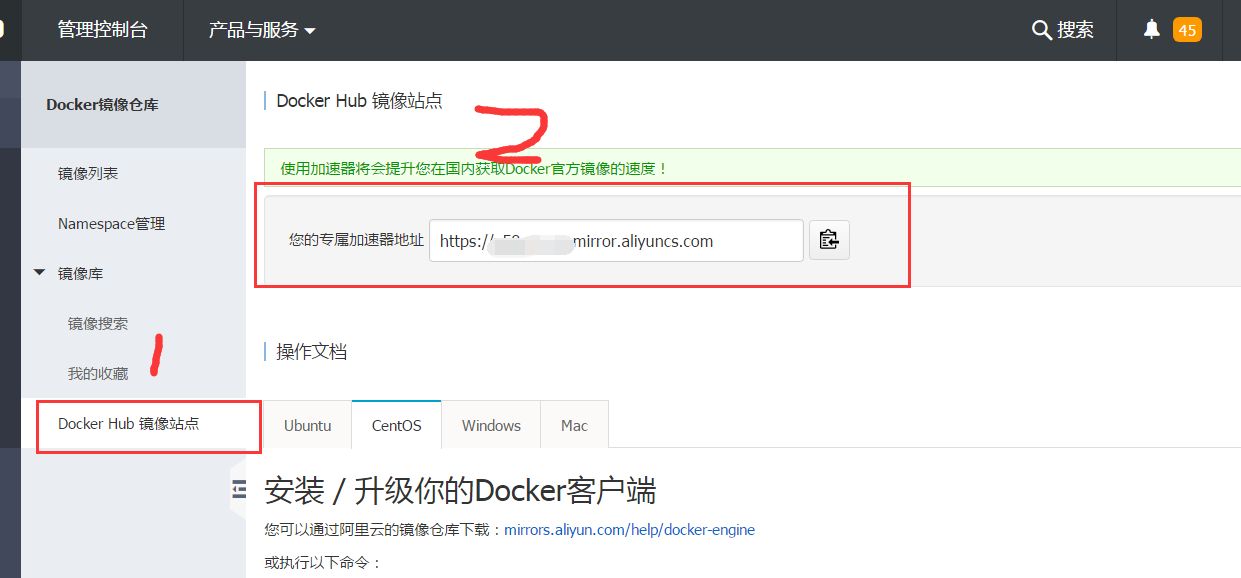 管理控制台
产品与服务
搜索
45
Docker镜像仓库
镜像列表
Namespace管理
镜像库
镜像搜索
我的收藏
1
Docker Hub 镜像站点
Docker Hub 镜像站点
2
使用加速器将会提升您在国内获取Docker官方镜像的速度！
您的专属加速器地址
https:// mirror.aliyuncs.com
操作文档
Ubuntu
CentOS
Windows
Mac
安装 / 升级你的Docker客户端
您可以通过阿里云的镜像仓库下载：mirrors.aliyun.com/help/docker-engine
或执行以下命令：